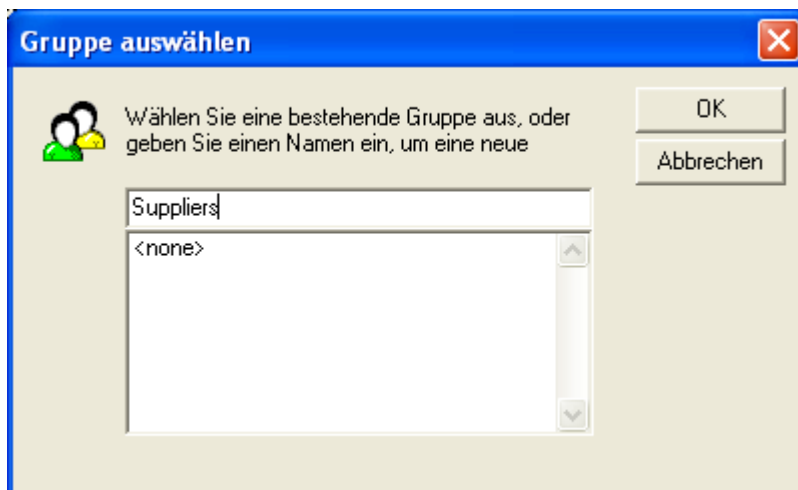 Gruppe auswählen
Wählen Sie eine bestehende Gruppe aus, oder
geben Sie einen Namen ein, um eine neue
OK
Abbrechen
Suppliers
<none>